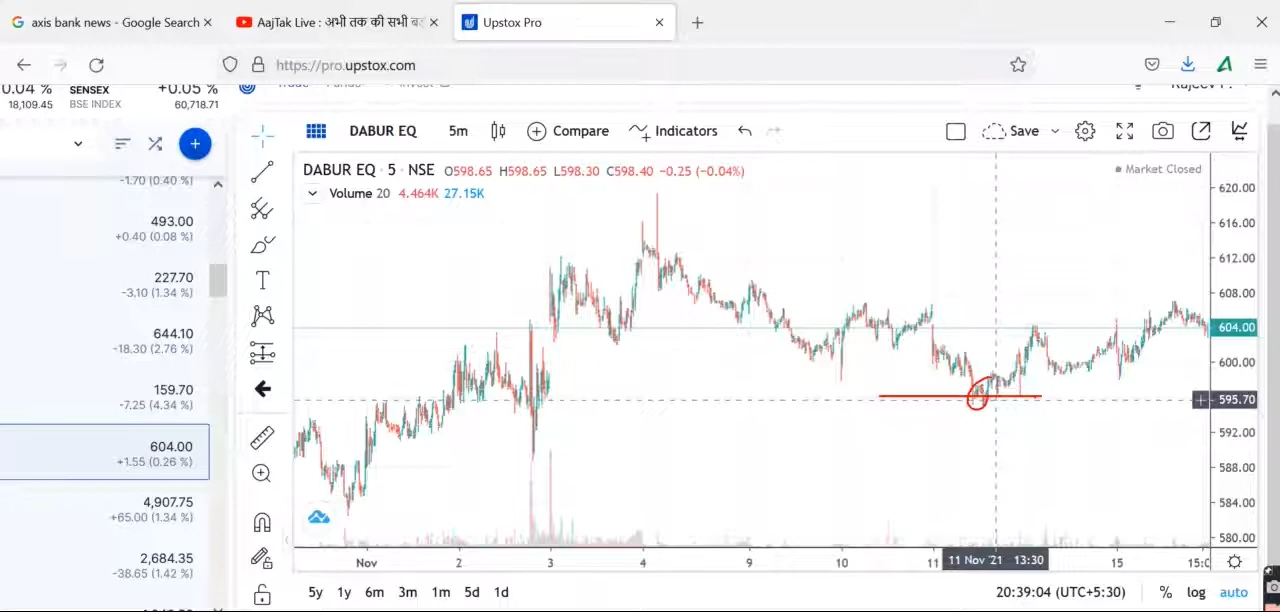 axis bank news - Google Search
AajTak Live : अभी तक की सभी बड़
Upstox Pro
https://pro.upstox.com
0.04 % SENSEX +0.05 %
18,109.45 BSE INDEX 60,718.71
DABUR EQ 5m Compare Indicators Save
-1.70 (0.40 %)
493.00
+0.40 (0.08 %)
227.70
-3.10 (1.34 %)
644.10
-18.30 (2.76 %)
159.70
-7.25 (4.34 %)
604.00
+1.55 (0.26 %)
4,907.75
+65.00 (1.34 %)
2,684.35
-38.65 (1.42 %)
DABUR EQ · 5 · NSE O598.65 H598.65 L598.30 C598.40 −0.25 (−0.04%)
Market Closed
Volume 20 4.464K 27.15K
620.00
616.00
612.00
608.00
604.00
600.00
595.70
592.00
588.00
584.00
580.00
Nov 2 3 4 9 10 11 11 Nov '21 13:30 15 15:0
5y 1y 6m 3m 1m 5d 1d 20:39:04 (UTC+5:30) % log auto